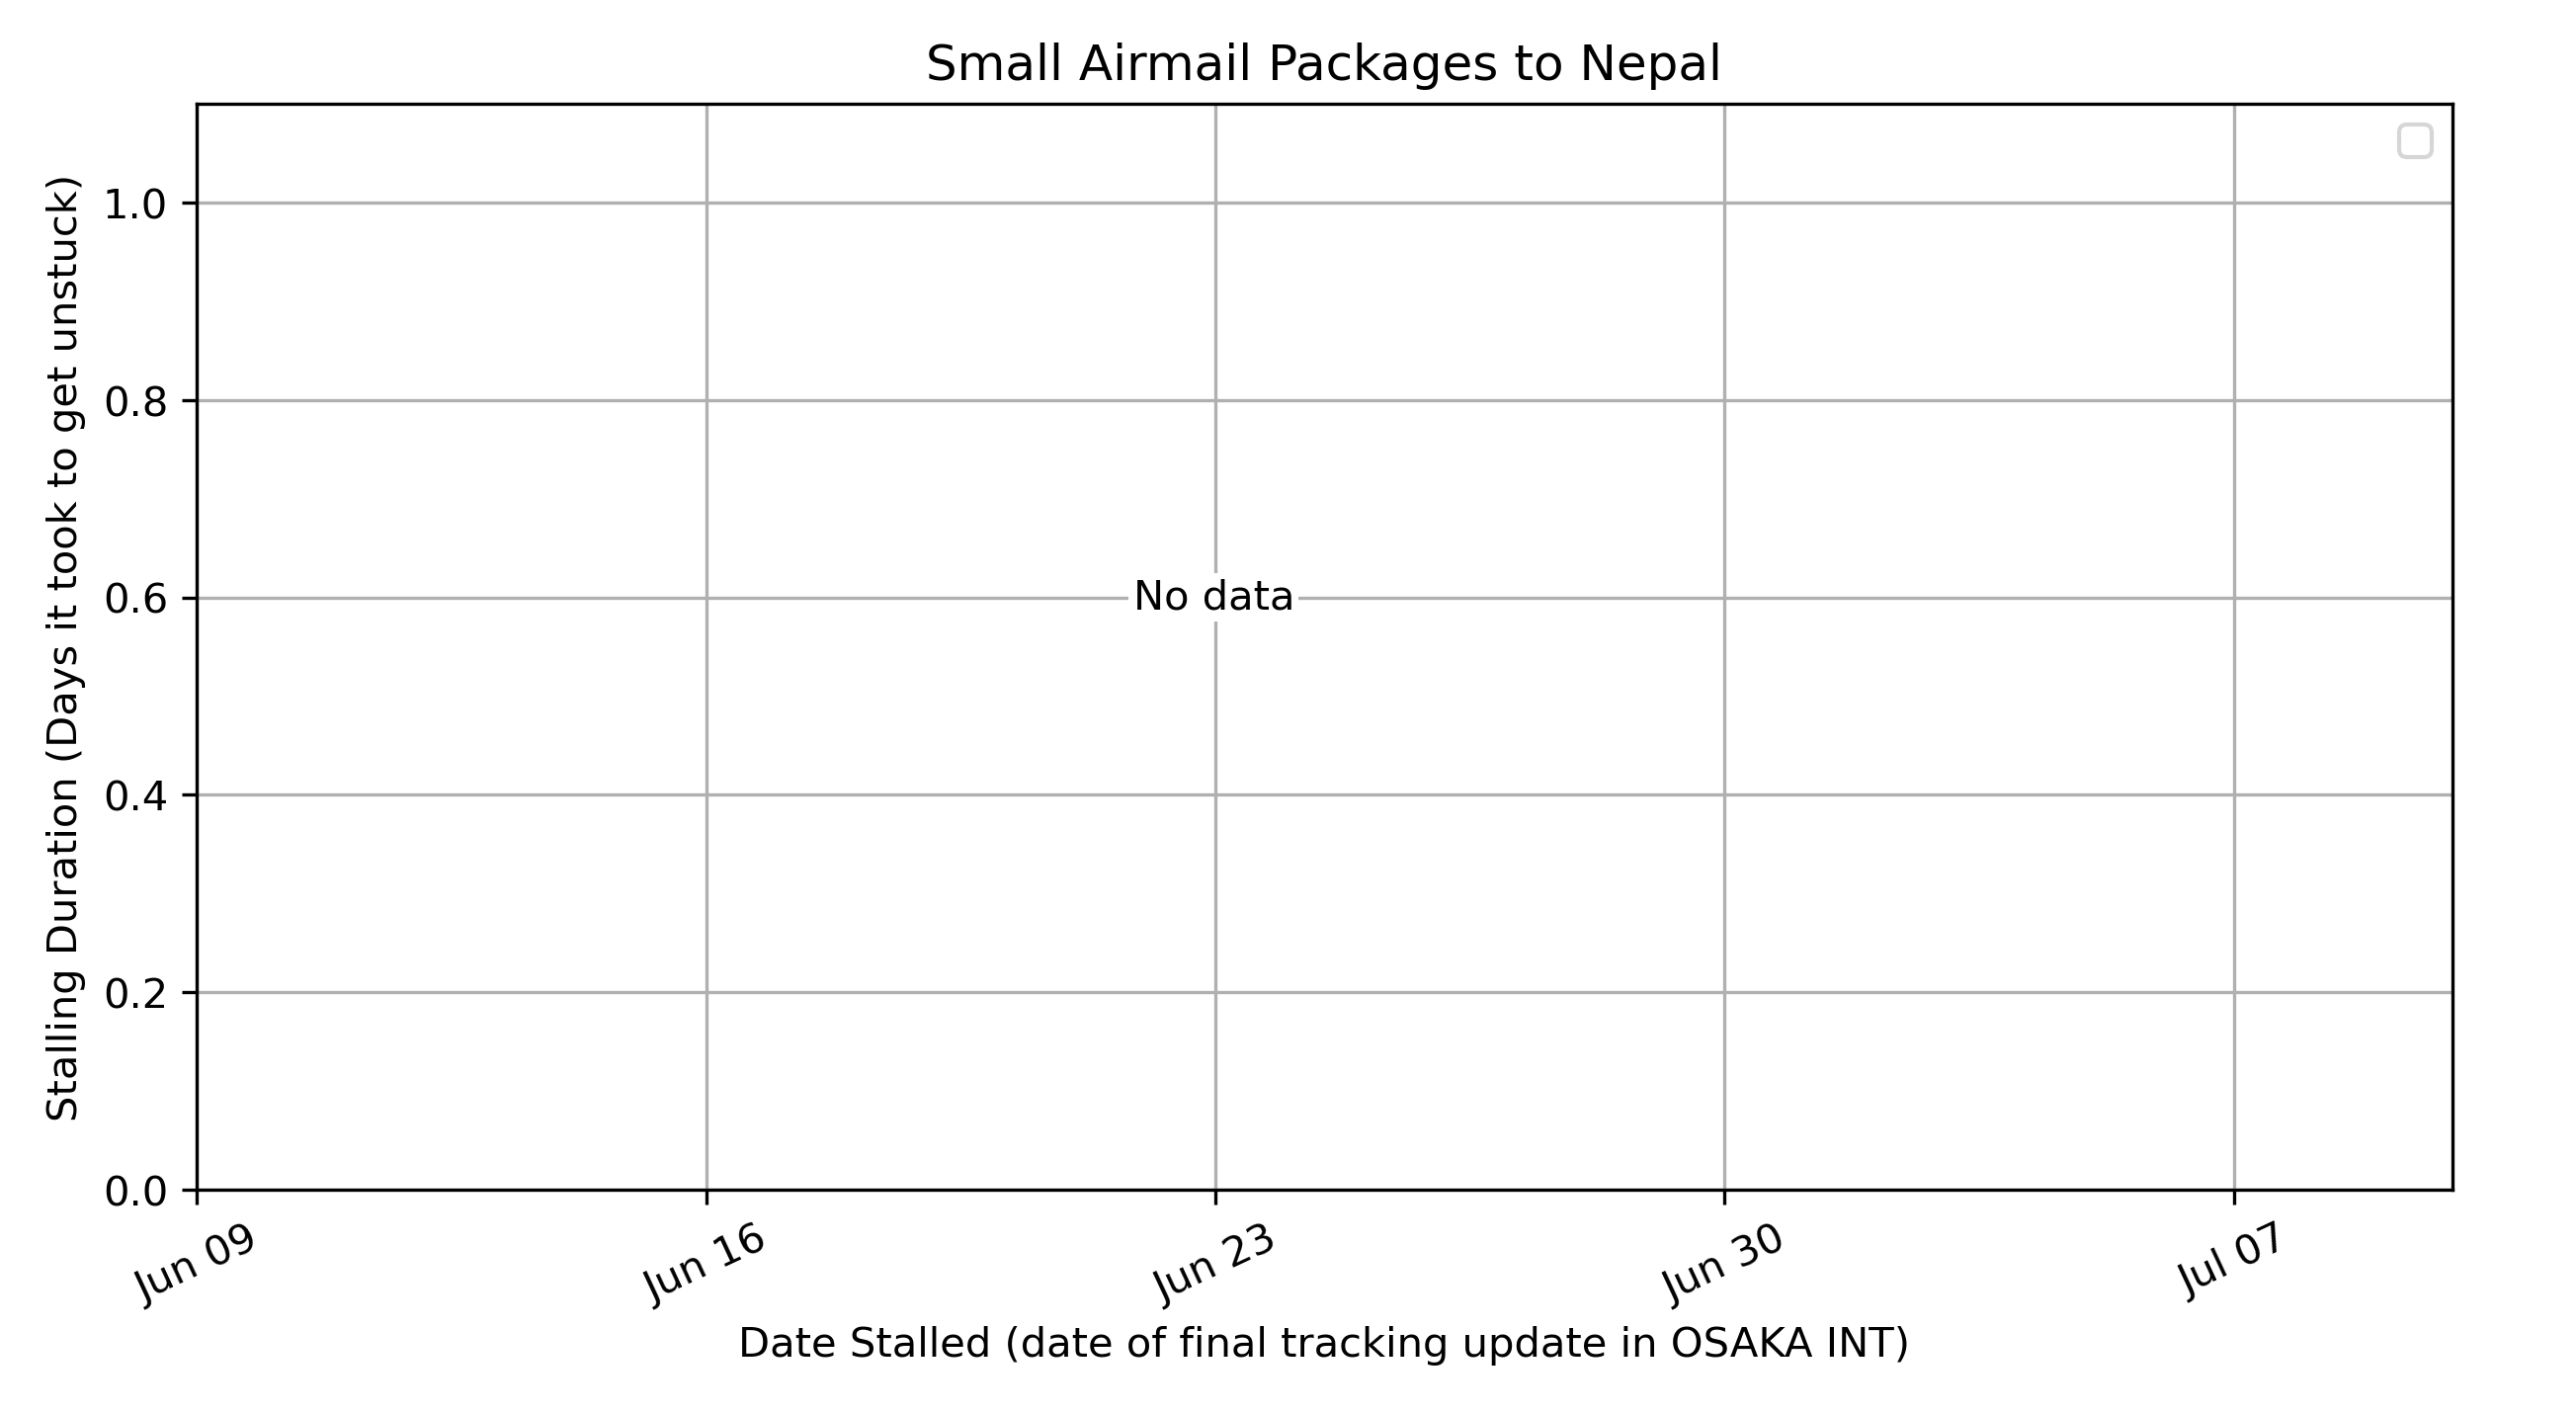 Small Airmail Packages to Nepal
Stalling Duration (Days it took to get unstuck)
1.0
0.8
0.6
0.4
0.2
0.0
No data
Jun 09
Jun 16
Jun 23
Jun 30
Jul 07
Date Stalled (date of final tracking update in OSAKA INT)